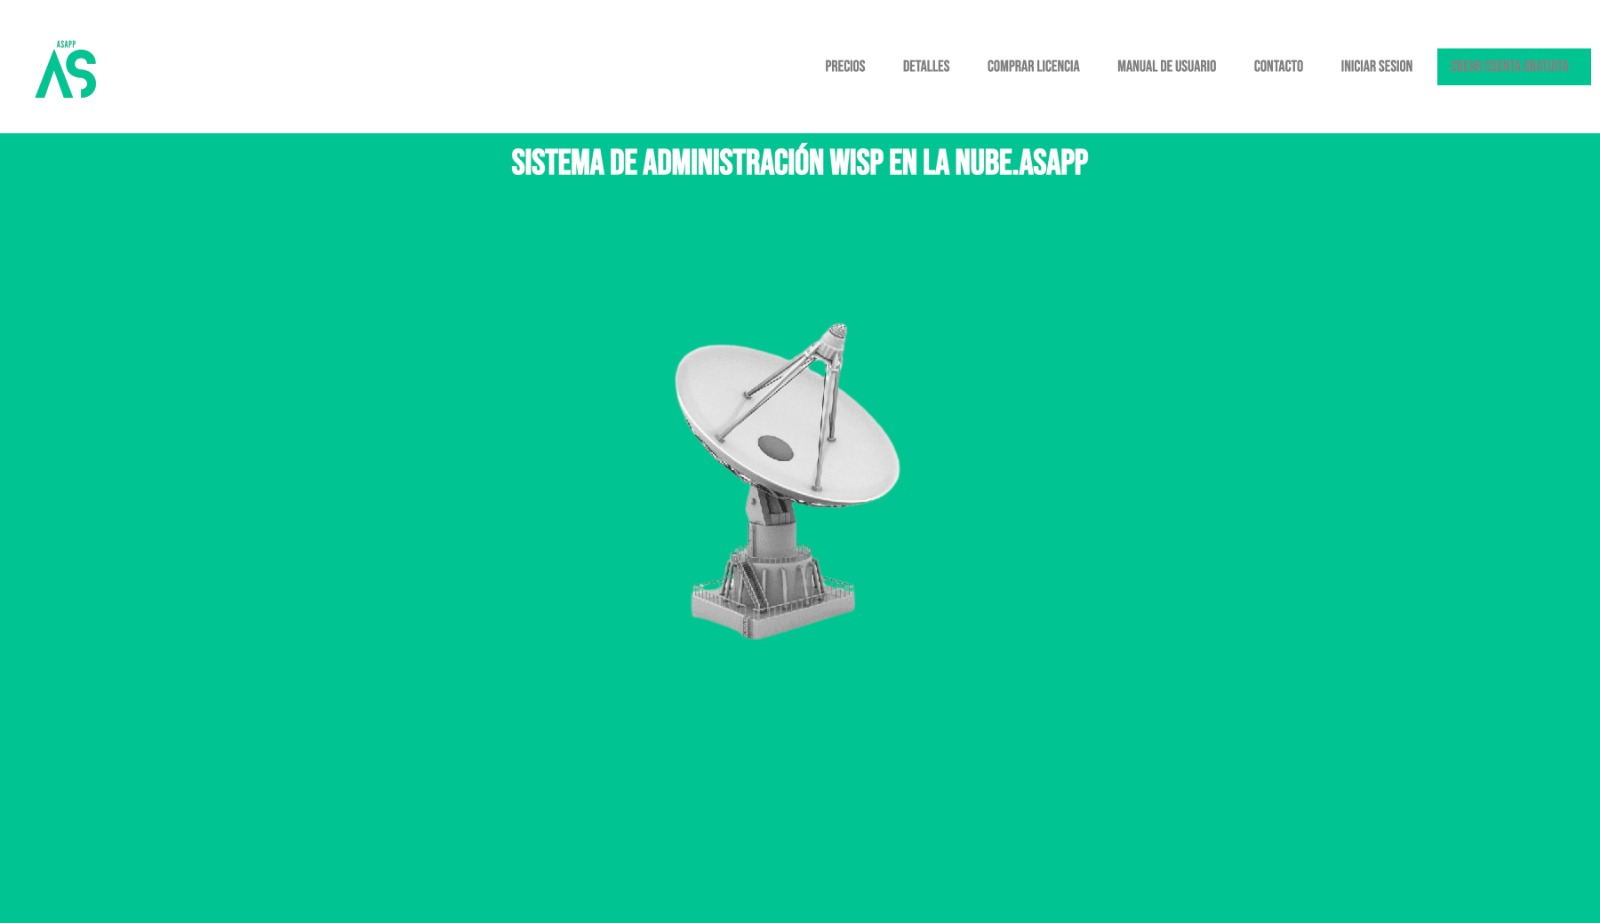 ASAPP
AS
PRECIOS DETALLES COMPRAR LICENCIA MANUAL DE USUARIO CONTACTO INICIAR SESION CREAR CUENTA GRATUITA
SISTEMA DE ADMINISTRACIÓN WISP EN LA NUBE.ASAPP